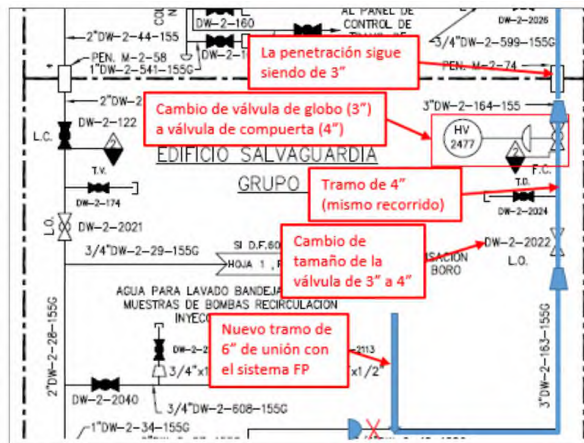 2"DW-2-44-155
DW-2-160
AL PANEL DE
CONTROL DE
DW-2-2026
3/4"DW-2-599-155G
PEN. M-2-58
1"DW-2-541-155G
PEN. M-2-74
La penetración sigue
siendo de 3"
DW-2-122
L.C.
2
Cambio de válvula de globo (3")
a válvula de compuerta (4")
3"DW-2-164-155
HV
2477
2
F.C.
T.V.
DW-2-174
EDIFICIO SALVAGUARDIA
GRUPO
Tramo de 4"
(mismo recorrido)
T.D.
DW-2-2024
L.O.
DW-2-2021
3/4"DW-2-29-155G
HOJA 1
Cambio de
tamaño de la
válvula de 3" a 4"
DW-2-2022
L.O.
BORO
AGUA PARA LAVADO
MUESTRAS DE BOMBAS RECIRCULACION
2"DW-2-28-155G
Nuevo tramo de
6" de unión con
el sistema FP
2113
3"DW-2-163-155G
DW-2-2040
3/4"DW-2-608-155G
1"DW-2-34-155G